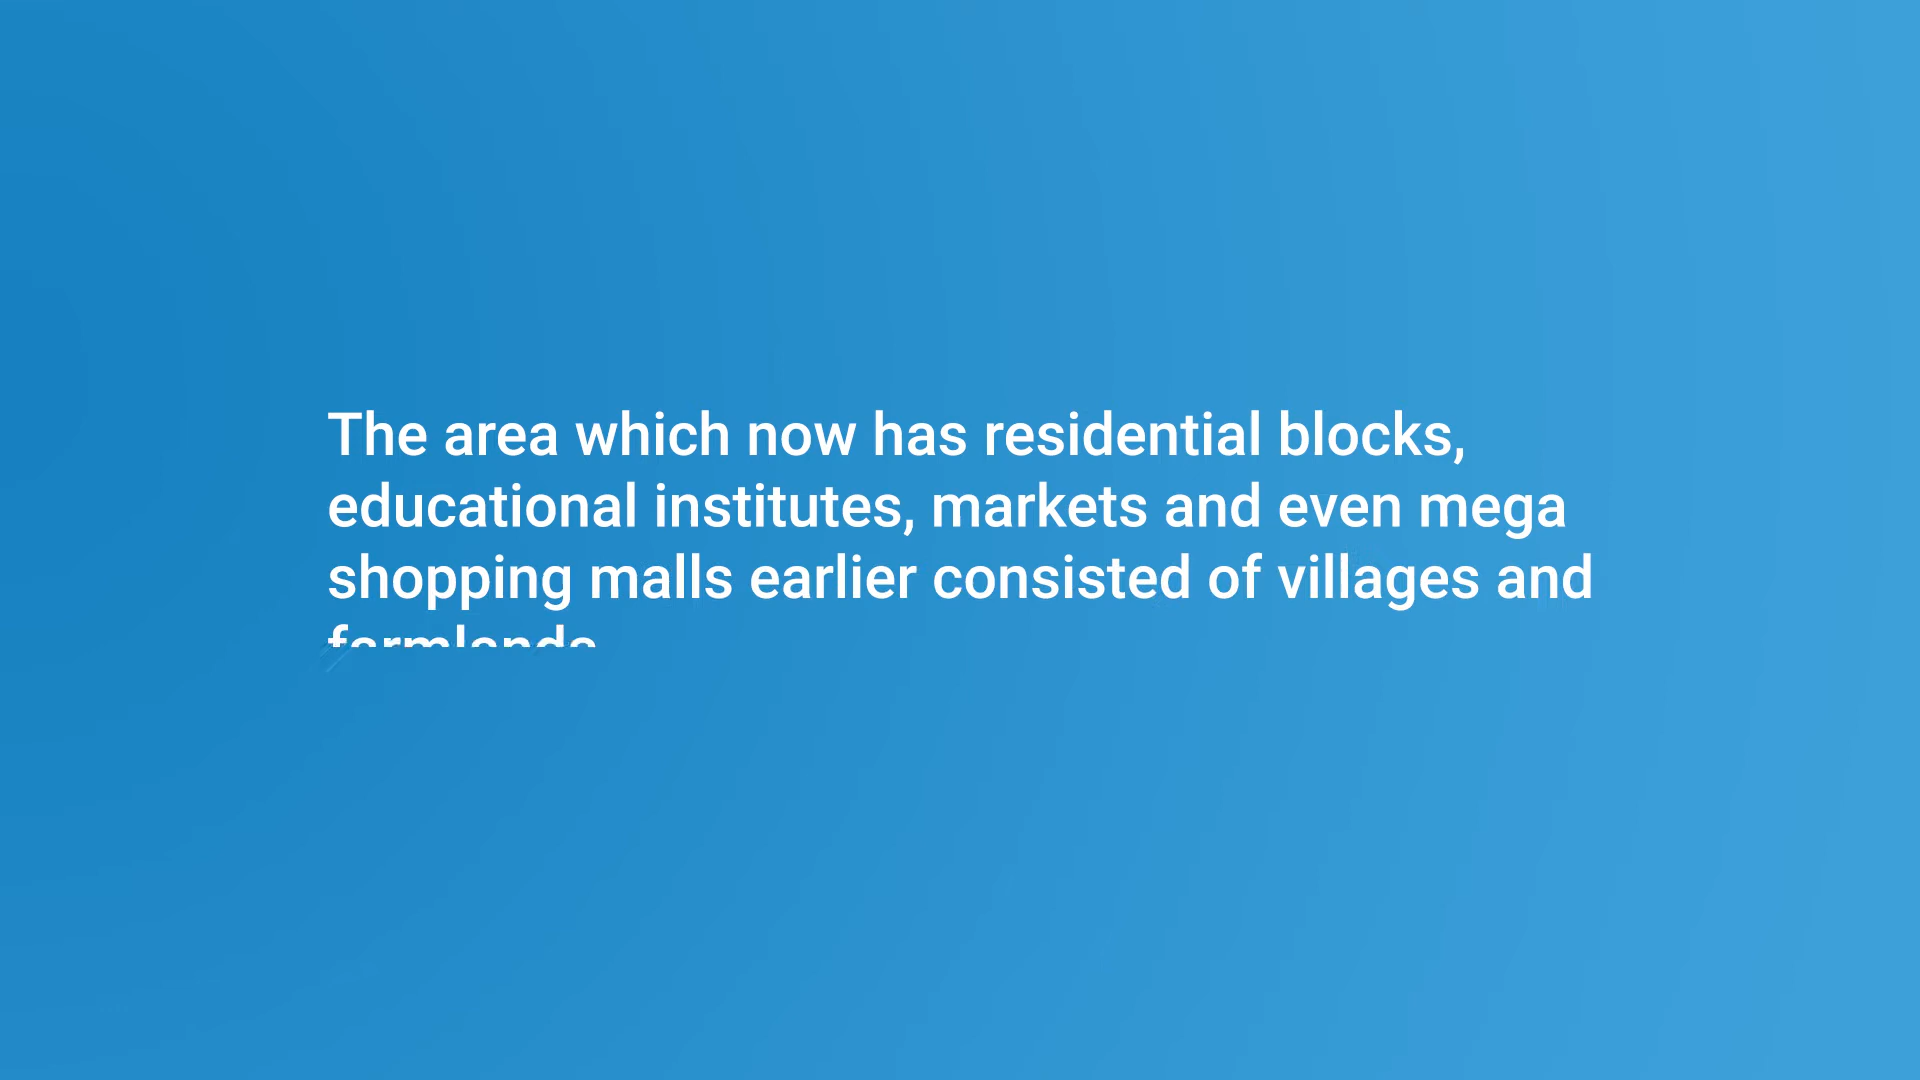 The area which now has residential blocks,
educational institutes, markets and even mega
shopping malls earlier consisted of villages and
farmlands